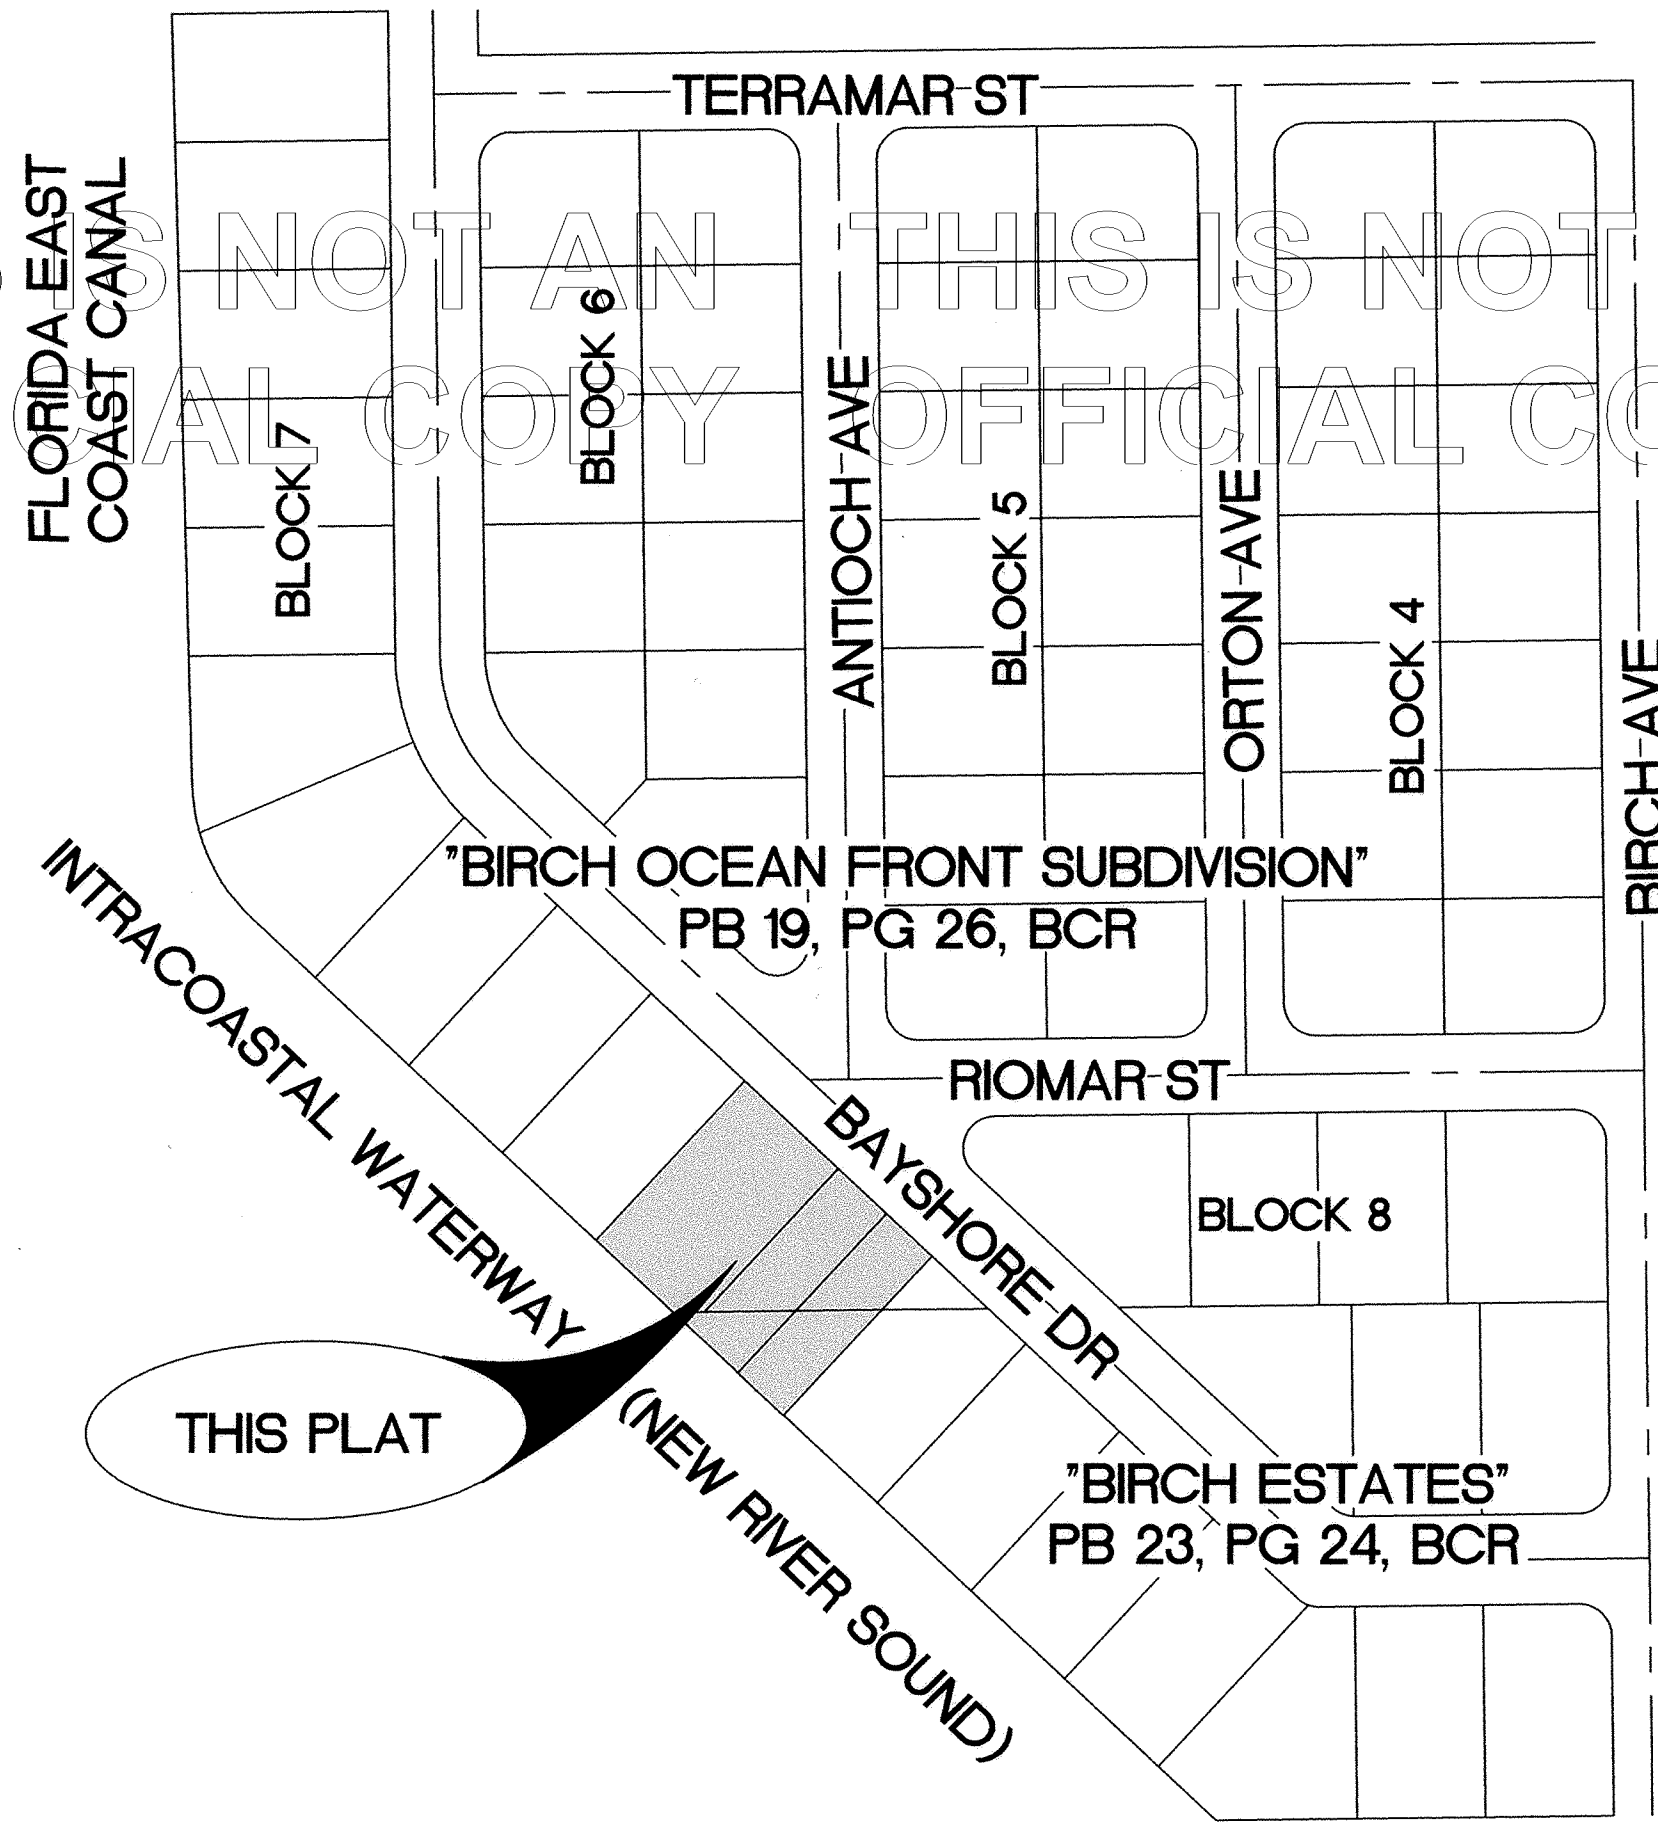 TERRAMAR ST
FLORIDA EAST
COAST CANAL
IS NOT AN
THIS IS NOT
CIAL COPY
OFFICIAL CO
BLOCK 7
BLOCK 6
ANTIOCH AVE
BLOCK 5
ORTON AVE
BLOCK 4
BIRCH AVE
"BIRCH OCEAN FRONT SUBDIVISION"
PB 19, PG 26, BCR
INTRACOASTAL WATERWAY
(NEW RIVER SOUND)
RIOMAR ST
BAYSHORE DR
BLOCK 8
THIS PLAT
"BIRCH ESTATES"
PB 23, PG 24, BCR